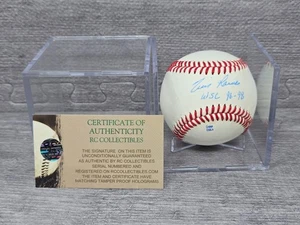 CERTIFICATE OF
AUTHENTICITY
RC COLLECTIBLES
THE SIGNATURE ON THIS ITEM IS
UNCONDITIONALLY GUARANTEED
AS AUTHENTIC BY RC COLLECTIBLES
SERIAL NUMBERED AND
REGISTERED ON RCCOLLECTIBLES.COM
THE ITEM AND CERTIFICATE HAVE
MATCHING TAMPER PROOF HOLOGRAMS